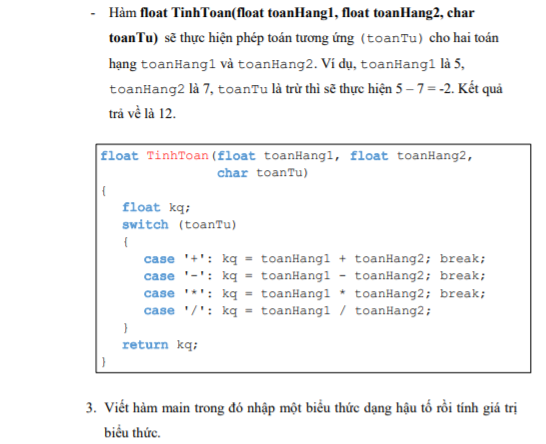 - Hàm float TinhToan(float toanHang1, float toanHang2, char
toanTu) sẽ thực hiện phép toán tương ứng (toanTu) cho hai toán
hạng toanHang1 và toanHang2. Ví dụ, toanHang1 là 5,
toanHang2 là 7, toanTu là trừ thì sẽ thực hiện 5 – 7 = -2. Kết quả
trả về là 12.
float TinhToan(float toanHang1, float toanHang2,
char toanTu)
{
float kq;
switch (toanTu)
{
case '+': kq = toanHang1 + toanHang2; break;
case '-': kq = toanHang1 - toanHang2; break;
case '*': kq = toanHang1 * toanHang2; break;
case '/': kq = toanHang1 / toanHang2;
}
return kq;
}
3. Viết hàm main trong đó nhập một biểu thức dạng hậu tố rồi tính giá trị
biểu thức.